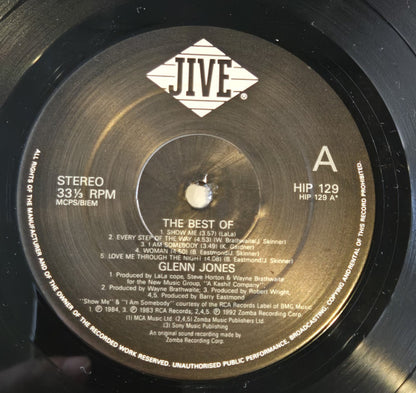 JIVE
®
STEREO
33⅓ RPM
MCPS/BIEM
A
HIP 129
HIP 129 A*
THE BEST OF
1. SHOW ME (3:57) (LaLa)
2. EVERY STEP OF THE WAY (4.53) (W. Brathwaite/J. Skinner)
3. I AM SOMEBODY (3.49) (K. Gardner)
4. WOMAN (4.50) (B. Eastmond/J. Skinner)
5. LOVE ME THROUGH THE NIGHT (4.08) (B. Eastmond/J. Skinner)
GLENN JONES
1. Produced by LaLa cope, Steve Horton & Wayne Brathwaite
for the New Music Group, "A Kashif Company"
2. Produced by Wayne Brathwaite; 3. Produced by Robert Wright,
4,5. Produced by Barry Eastmond
"Show Me" & "I Am Somebody" courtesy of the RCA Records Label of BMG Music
℗ 1984, 3. ℗ 1983 RCA Records, 2,4,5. ℗ 1992 Zomba Recording Corp.
(1) MCA Music Ltd. (2,4,5) Zomba Music Publishers Ltd.
(3) Sony Music Publishing
An original sound recording made by
Zomba Recording Corp.
ALL RIGHTS OF THE MANUFACTURER AND OF THE OWNER OF THE RECORDED WORK RESERVED. UNAUTHORISED PUBLIC PERFORMANCE, BROADCASTING, COPYING AND RENTAL OF THIS RECORD PROHIBITED.